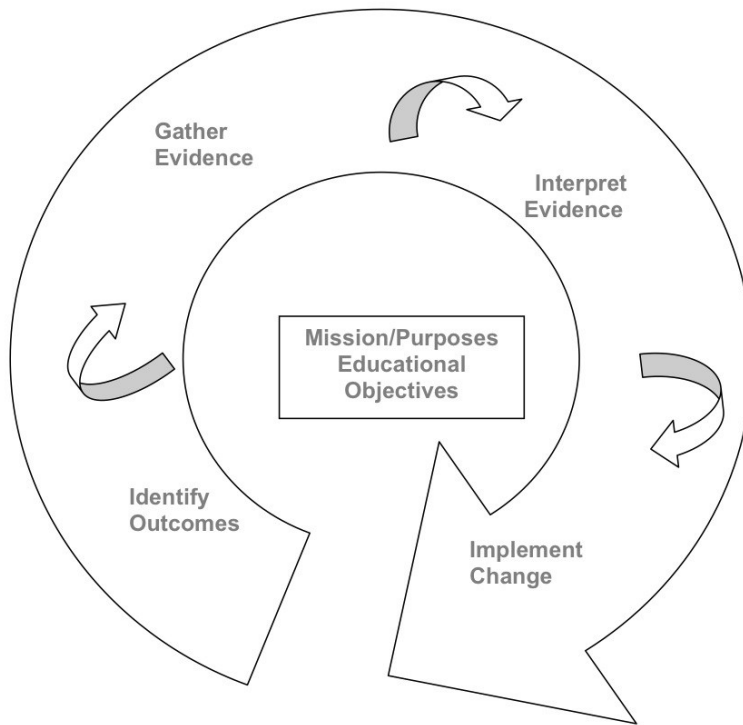 Gather
Evidence
Interpret
Evidence
Mission/Purposes
Educational
Objectives
Identify
Outcomes
Implement
Change